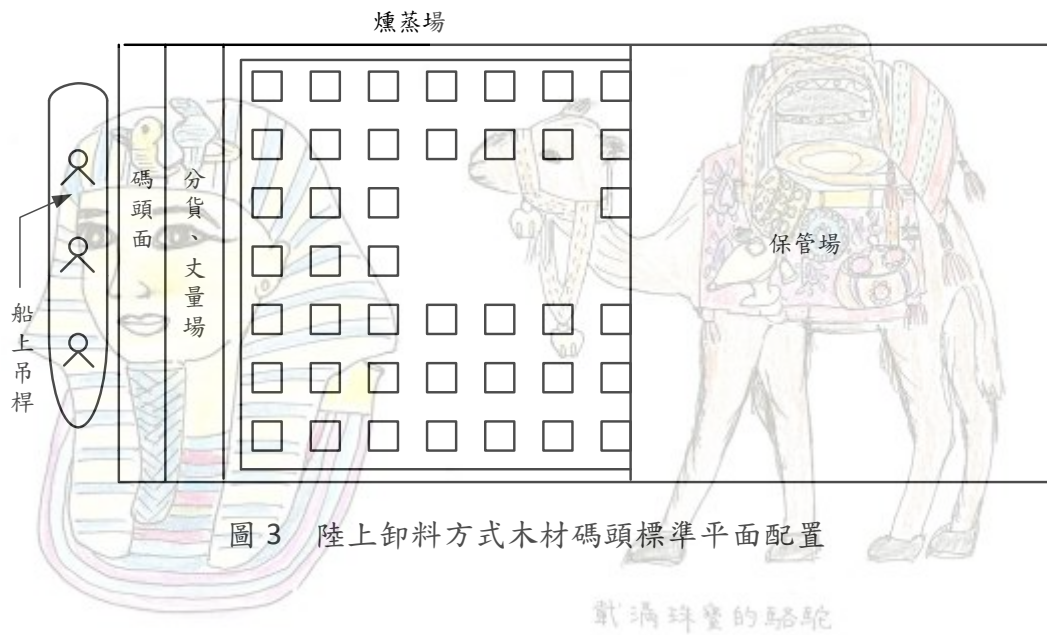 燻蒸場
碼頭面
分貨、丈量場
船上吊桿
保管場
圖 3 陸上卸料方式木材碼頭標準平面配置
戴滿珠寶的駱駝